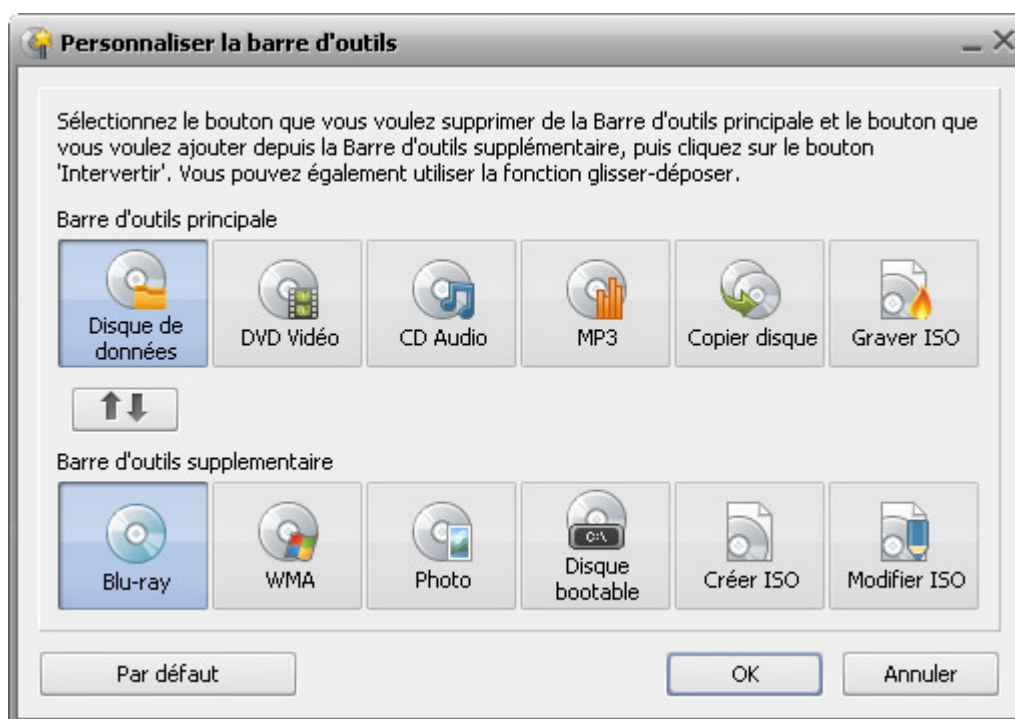 Personnaliser la barre d'outils
Sélectionnez le bouton que vous voulez supprimer de la Barre d'outils principale et le bouton que
vous voulez ajouter depuis la Barre d'outils supplémentaire, puis cliquez sur le bouton
'Intervertir'. Vous pouvez également utiliser la fonction glisser-déposer.
Barre d'outils principale
Disque de
données
DVD Vidéo
CD Audio
MP3
Copier disque
Graver ISO
Barre d'outils supplementaire
Blu-ray
WMA
Photo
C:\
Disque
bootable
Créer ISO
Modifier ISO
Par défaut
OK
Annuler